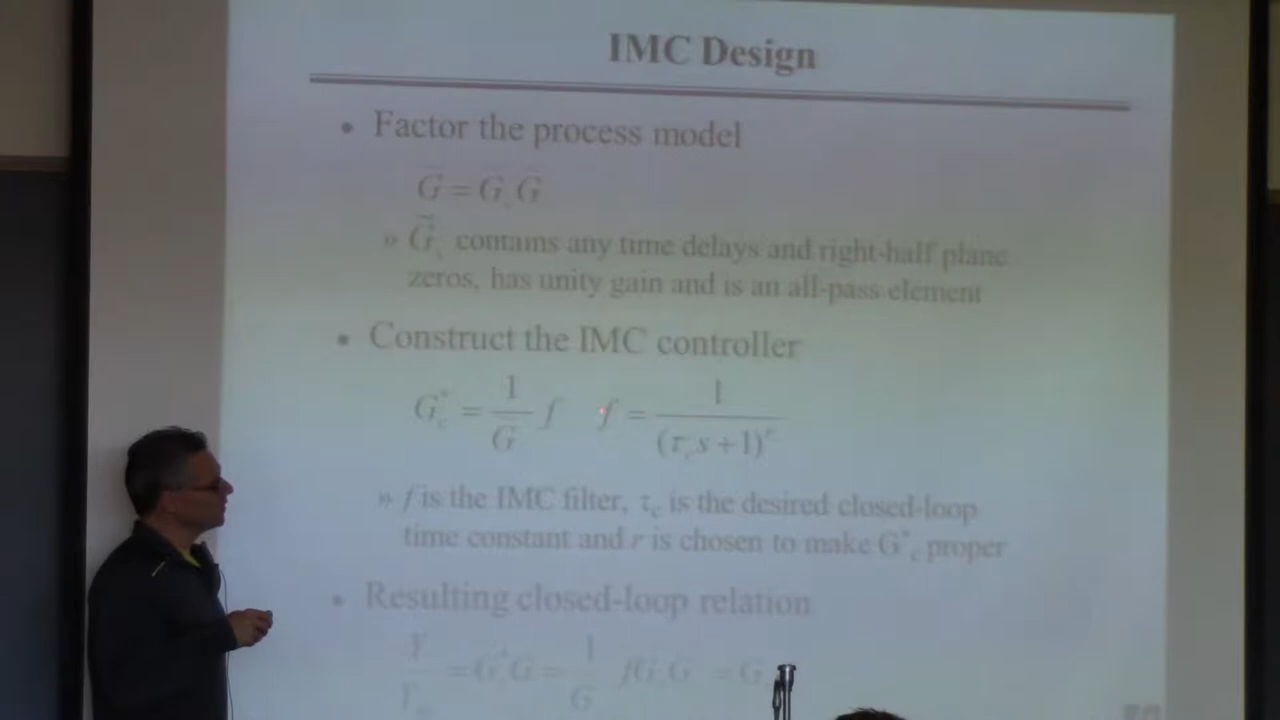 IMC Design
• Factor the process model
G̃ = G̃₊G̃
» G̃₊ contains any time delays and right-half plane
zeros, has unity gain and is an all-pass element
• Construct the IMC controller
G*c = 1/G̃ f   f = 1/(τc s + 1)^r
» f is the IMC filter, τc is the desired closed-loop
time constant and r is chosen to make G*c proper
• Resulting closed-loop relation